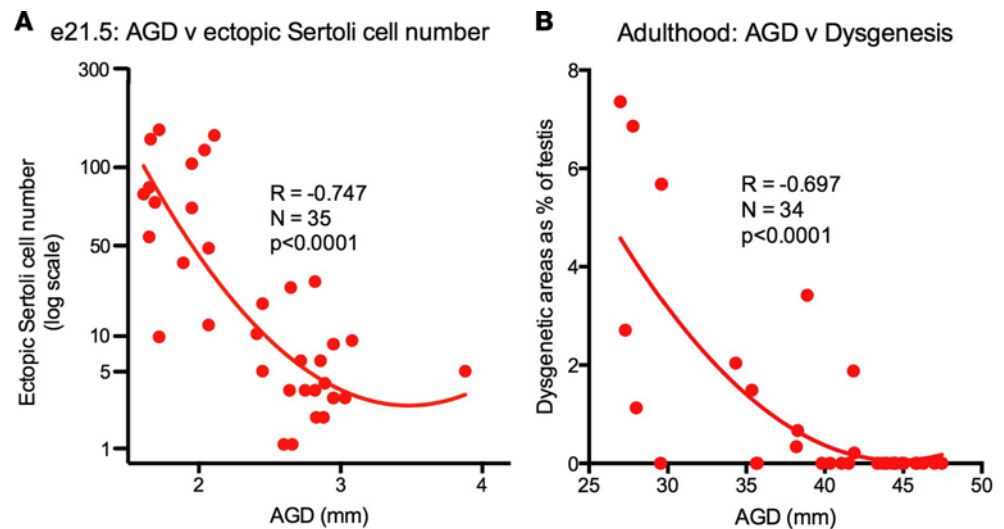 A e21.5: AGD v ectopic Sertoli cell number
Ectopic Sertoli cell number
(log scale)
300
100
50
10
5
1
R = -0.747
N = 35
p<0.0001
2 3 4
AGD (mm)
B Adulthood: AGD v Dysgenesis
Dysgenetic areas as % of testis
8
6
4
2
0
R = -0.697
N = 34
p<0.0001
25 30 35 40 45 50
AGD (mm)